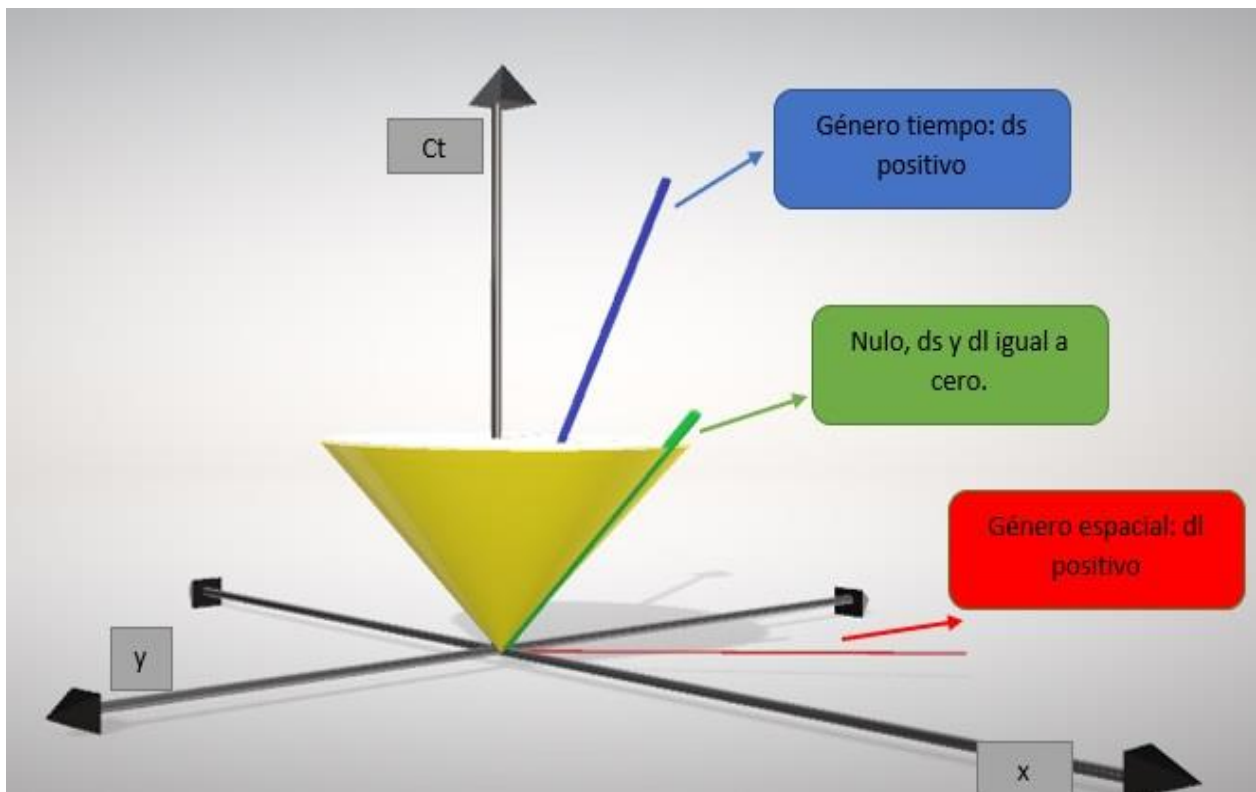 Ct
Género tiempo: ds
positivo
Nulo, ds y dl igual a
cero.
Género espacial: dl
positivo
y
x